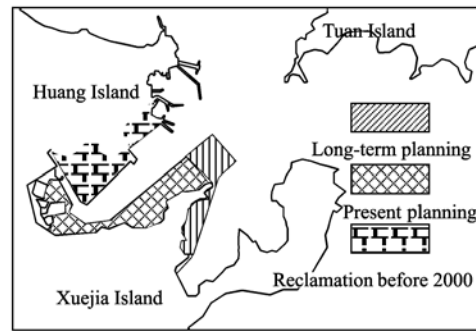 Tuan Island
Huang Island
Long-term planning
Present planning
Reclamation before 2000
Xuejia Island